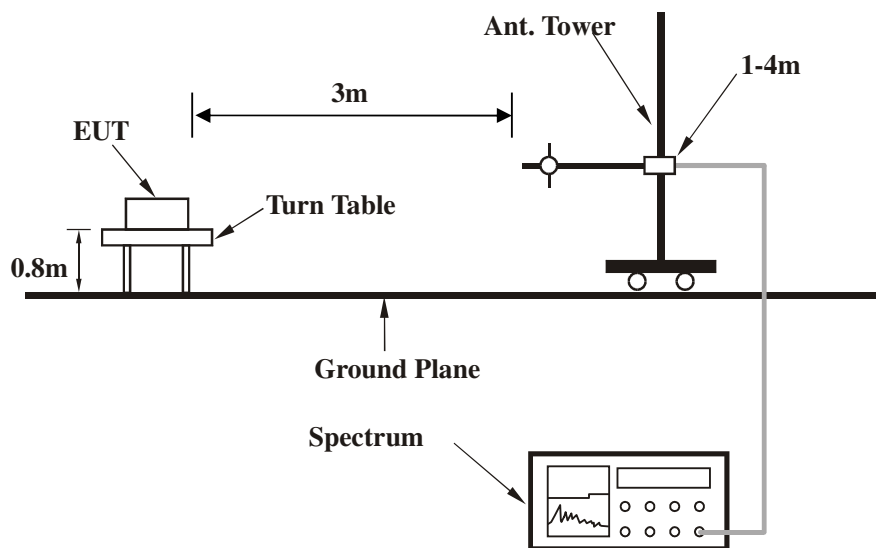 Ant. Tower
1-4m
3m
EUT
Turn Table
0.8m
Ground Plane
Spectrum